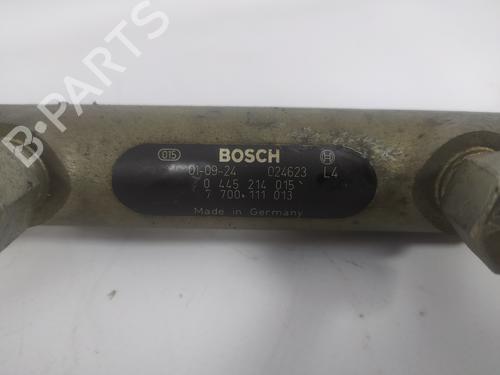 B-PARTS
015 BOSCH
01-09-24 024623 L4
0 445 214 015
7 700 111 013
Made in Germany